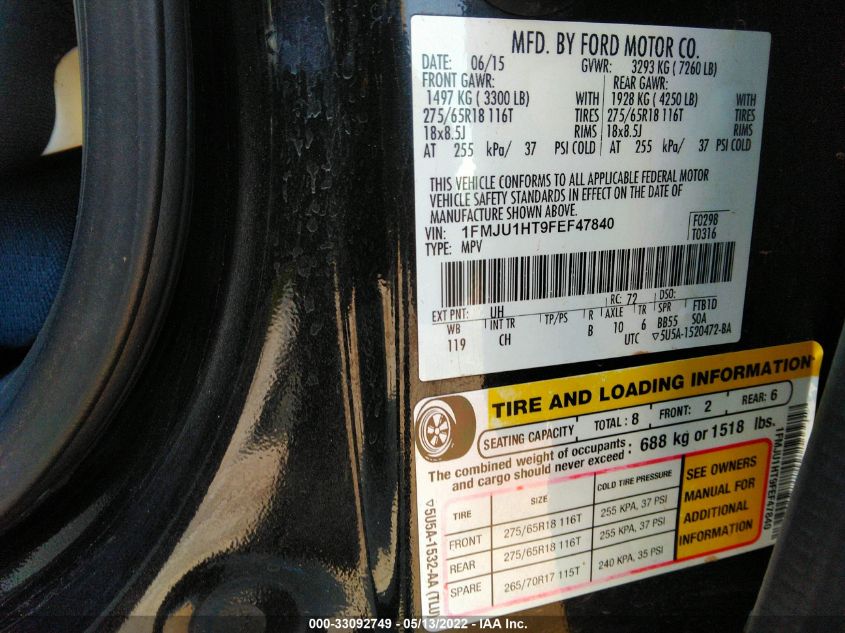 MFD. BY FORD MOTOR CO.
DATE: 06/15 GVWR: 3293 KG ( 7260 LB)
FRONT GAWR: REAR GAWR:
1497 KG ( 3300 LB) WITH 1928 KG ( 4250 LB) WITH
275/65R18 116T TIRES 275/65R18 116T TIRES
18x8.5J RIMS 18x8.5J RIMS
AT 255 kPa/ 37 PSI COLD AT 255 kPa/ 37 PSI COLD
THIS VEHICLE CONFORMS TO ALL APPLICABLE FEDERAL MOTOR
VEHICLE SAFETY STANDARDS IN EFFECT ON THE DATE OF
MANUFACTURE SHOWN ABOVE.
VIN: 1FMJU1HT9FEF47840 F0298
TYPE: MPV T0316
EXT PNT: UH RC: 72 DSO:
WB INT TR TP/PS R AXLE TR SPR FTB1D
119 CH B 10 6 BB55 SOA
UTC ▽5U5A-1520472-BA
TIRE AND LOADING INFORMATION
SEATING CAPACITY TOTAL : 8 FRONT: 2 REAR: 6
The combined weight of occupants
and cargo should never exceed : 688 kg or 1518 lbs.
TIRE SIZE COLD TIRE PRESSURE
FRONT 275/65R18 116T 255 KPA, 37 PSI
REAR 275/65R18 116T 255 KPA, 37 PSI
SPARE 265/70R17 115T 240 KPA, 35 PSI
SEE OWNERS
MANUAL FOR
ADDITIONAL
INFORMATION
▽5U5A-1532-AA (TLU)
1FMJU1HT9FEF47840
000-33092749 - 05/13/2022 - IAA Inc.